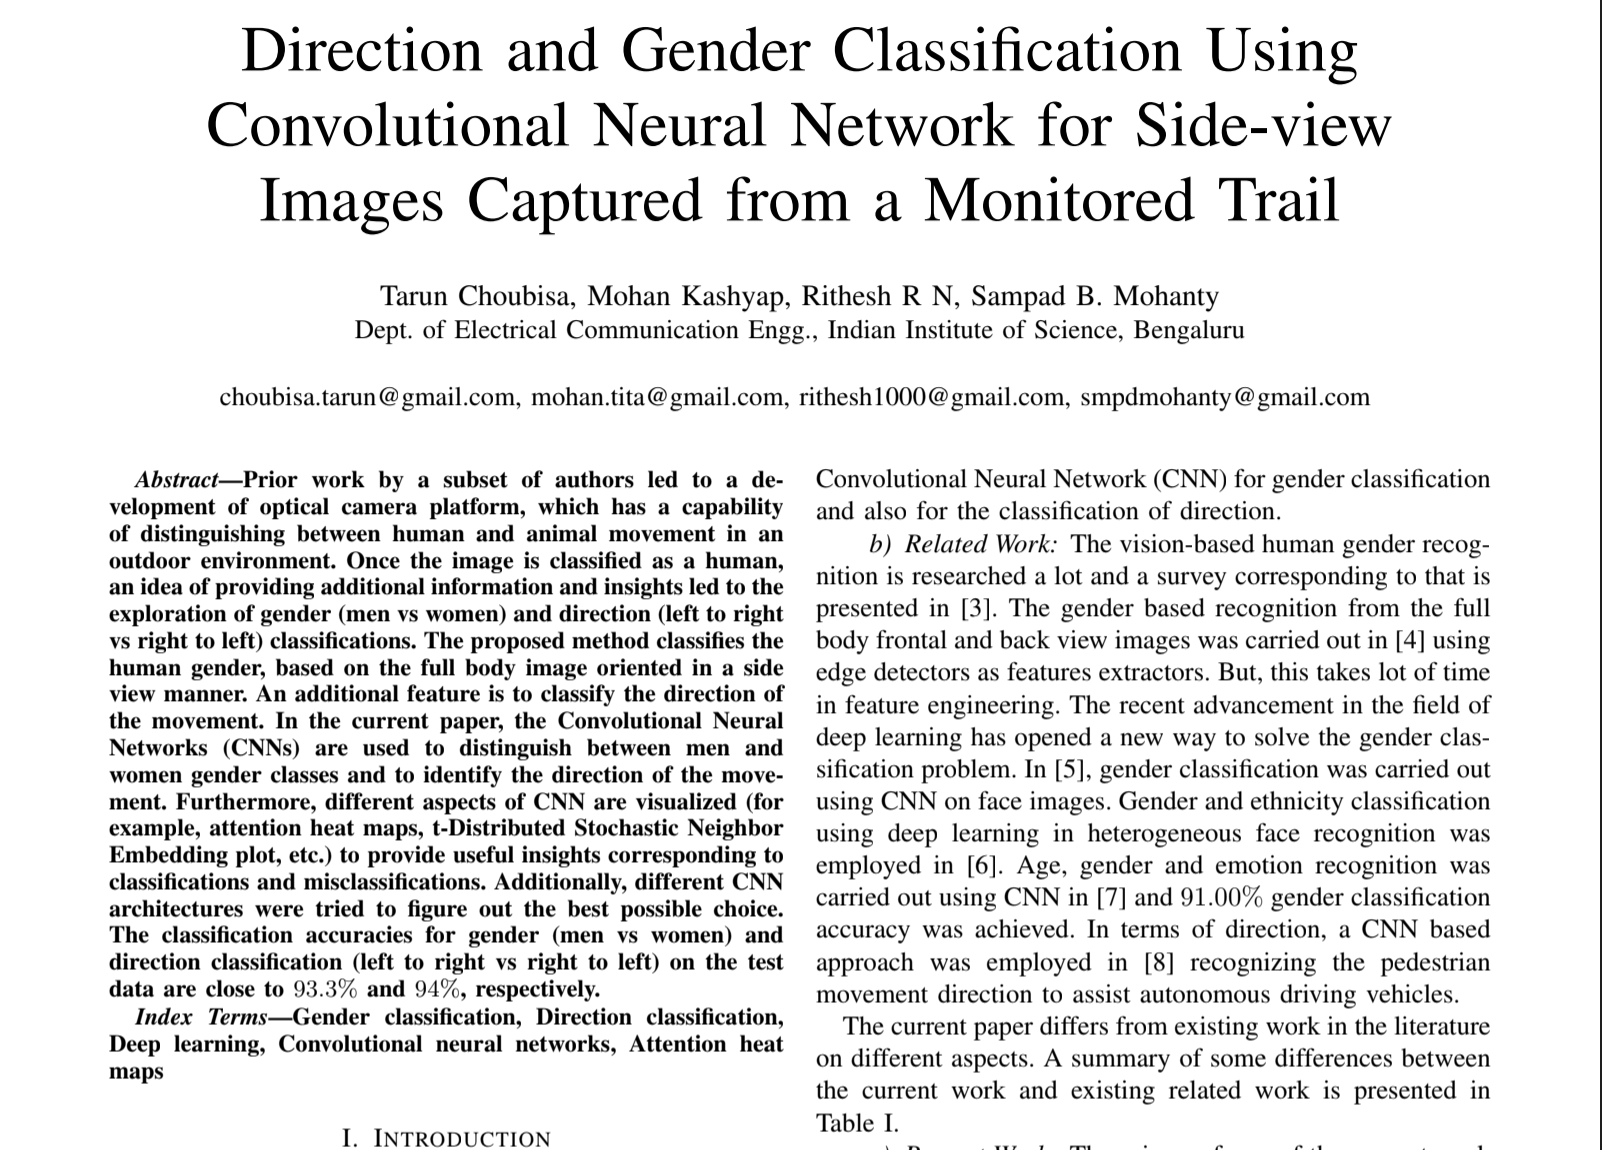 Direction and Gender Classification Using
Convolutional Neural Network for Side-view
Images Captured from a Monitored Trail
Tarun Choubisa, Mohan Kashyap, Rithesh R N, Sampad B. Mohanty
Dept. of Electrical Communication Engg., Indian Institute of Science, Bengaluru
choubisa.tarun@gmail.com, mohan.tita@gmail.com, rithesh1000@gmail.com, smpdmohanty@gmail.com
Abstract—Prior work by a subset of authors led to a de-
velopment of optical camera platform, which has a capability
of distinguishing between human and animal movement in an
outdoor environment. Once the image is classified as a human,
an idea of providing additional information and insights led to the
exploration of gender (men vs women) and direction (left to right
vs right to left) classifications. The proposed method classifies the
human gender, based on the full body image oriented in a side
view manner. An additional feature is to classify the direction of
the movement. In the current paper, the Convolutional Neural
Networks (CNNs) are used to distinguish between men and
women gender classes and to identify the direction of the move-
ment. Furthermore, different aspects of CNN are visualized (for
example, attention heat maps, t-Distributed Stochastic Neighbor
Embedding plot, etc.) to provide useful insights corresponding to
classifications and misclassifications. Additionally, different CNN
architectures were tried to figure out the best possible choice.
The classification accuracies for gender (men vs women) and
direction classification (left to right vs right to left) on the test
data are close to 93.3% and 94%, respectively.
Index Terms—Gender classification, Direction classification,
Deep learning, Convolutional neural networks, Attention heat
maps
I. INTRODUCTION
Convolutional Neural Network (CNN) for gender classification
and also for the classification of direction.
b) Related Work: The vision-based human gender recog-
nition is researched a lot and a survey corresponding to that is
presented in [3]. The gender based recognition from the full
body frontal and back view images was carried out in [4] using
edge detectors as features extractors. But, this takes lot of time
in feature engineering. The recent advancement in the field of
deep learning has opened a new way to solve the gender clas-
sification problem. In [5], gender classification was carried out
using CNN on face images. Gender and ethnicity classification
using deep learning in heterogeneous face recognition was
employed in [6]. Age, gender and emotion recognition was
carried out using CNN in [7] and 91.00% gender classification
accuracy was achieved. In terms of direction, a CNN based
approach was employed in [8] recognizing the pedestrian
movement direction to assist autonomous driving vehicles.
The current paper differs from existing work in the literature
on different aspects. A summary of some differences between
the current work and existing related work is presented in
Table I.